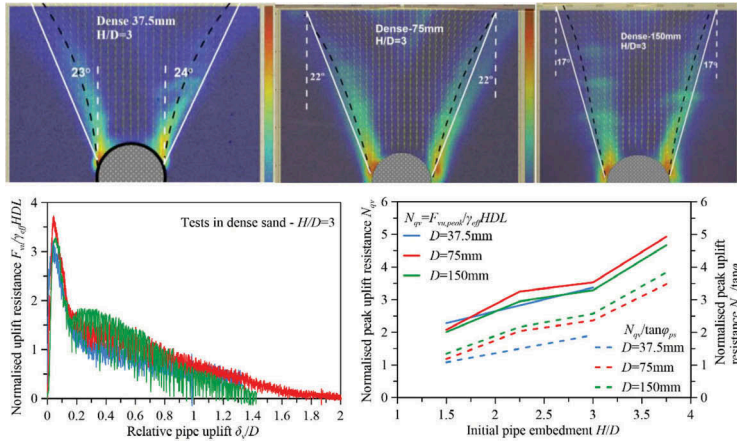 Dense 37.5mm
H/D=3
23°
24°
Dense-75mm
H/D=3
22°
22°
Dense-150mm
H/D=3
17°
17°
Normalised uplift resistance Fvu/γeffHDL
5
4
3
2
1
0
Tests in dense sand - H/D=3
0 0.2 0.4 0.6 0.8 1 1.2 1.4 1.6 1.8 2
Relative pipe uplift δv/D
Normalised peak uplift resistance Nqv
6
5
4
3
2
1
0
Nqv=Fvu,peak/γeffHDL
D=37.5mm
D=75mm
D=150mm
Nqv/tanφps
D=37.5mm
D=75mm
D=150mm
1 1.5 2 2.5 3 3.5 4
Initial pipe embedment H/D
6
5
4
3
2
1
0
Normalised peak uplift
resistance N /tanφ